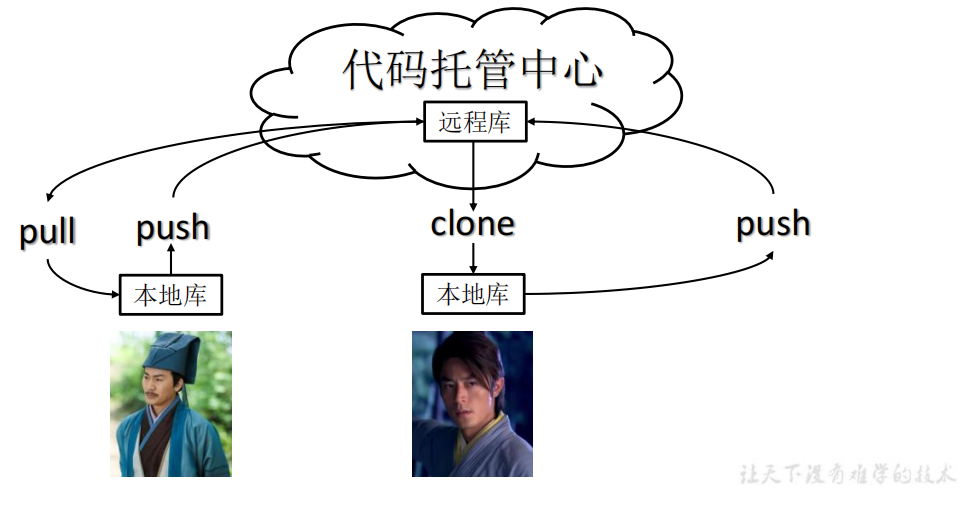 代码托管中心
远程库
pull
push
clone
push
本地库
本地库
让天下没有难学的技术